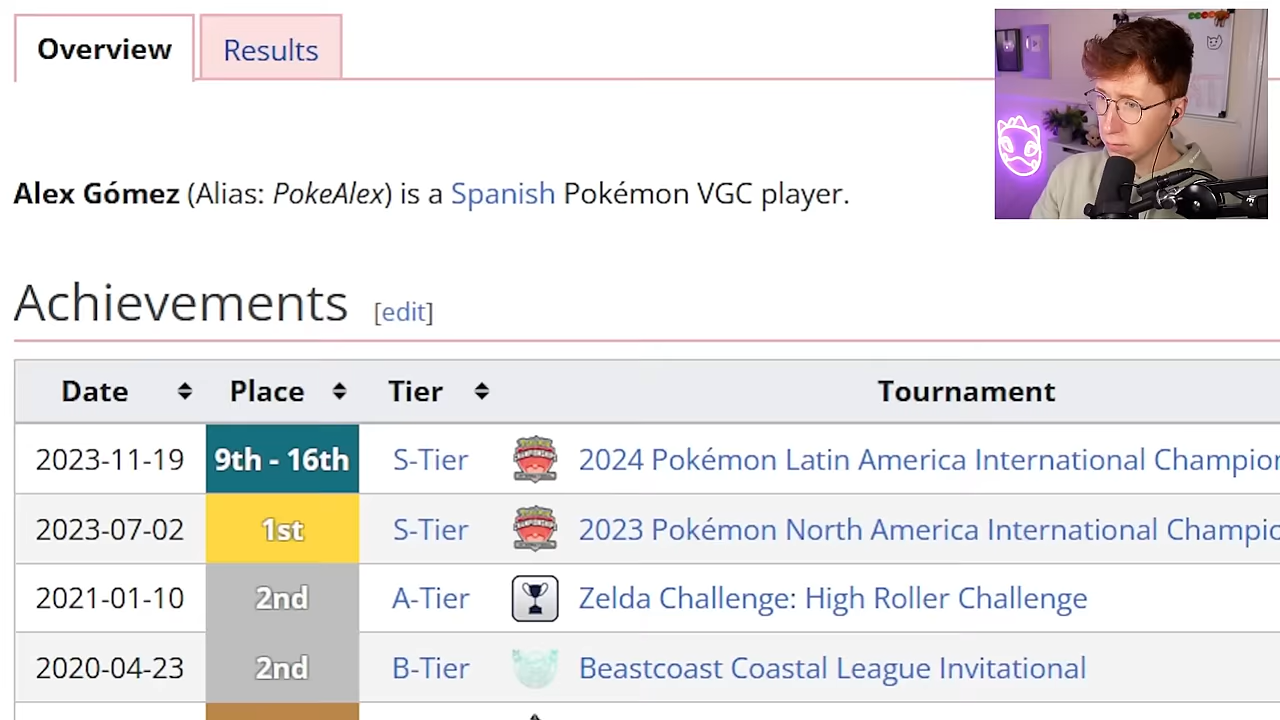 Overview Results
Alex Gómez (Alias: PokeAlex) is a Spanish Pokémon VGC player.
Achievements [edit]
Date Place Tier Tournament
2023-11-19 9th - 16th S-Tier 2024 Pokémon Latin America International Champion
2023-07-02 1st S-Tier 2023 Pokémon North America International Champio
2021-01-10 2nd A-Tier Zelda Challenge: High Roller Challenge
2020-04-23 2nd B-Tier Beastcoast Coastal League Invitational